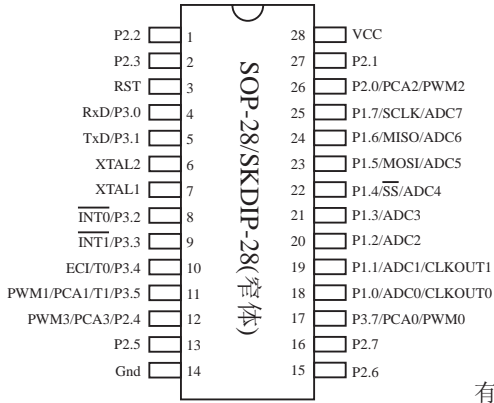 P2.2 1 28 VCC
P2.3 2 27 P2.1
RST 3 26 P2.0/PCA2/PWM2
RxD/P3.0 4 25 P1.7/SCLK/ADC7
TxD/P3.1 5 24 P1.6/MISO/ADC6
XTAL2 6 23 P1.5/MOSI/ADC5
XTAL1 7 22 P1.4/SS/ADC4
INT0/P3.2 8 21 P1.3/ADC3
INT1/P3.3 9 20 P1.2/ADC2
ECI/T0/P3.4 10 19 P1.1/ADC1/CLKOUT1
PWM1/PCA1/T1/P3.5 11 18 P1.0/ADC0/CLKOUT0
PWM3/PCA3/P2.4 12 17 P3.7/PCA0/PWM0
P2.5 13 16 P2.7
Gnd 14 15 P2.6
SOP-28/SKDIP-28(窄体)
有